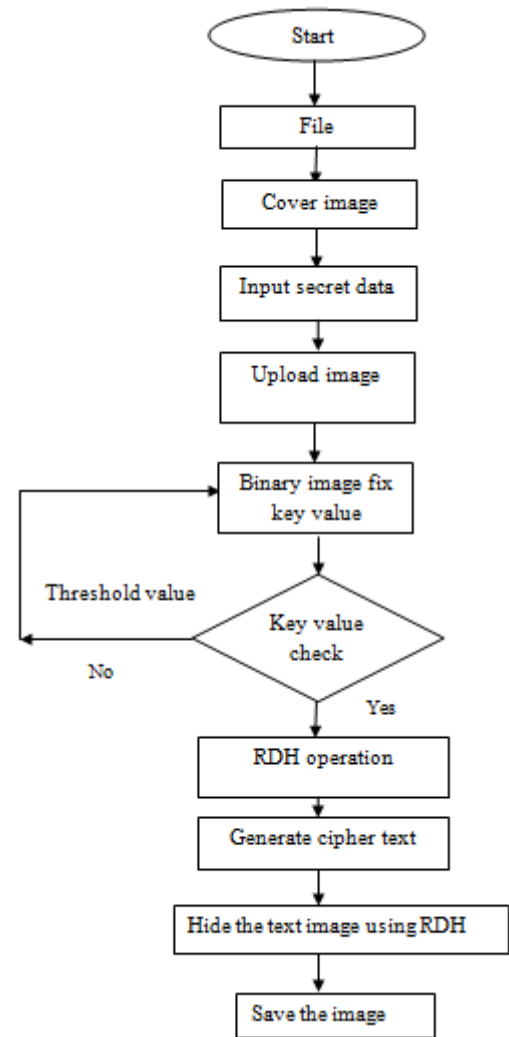 Start
File
Cover image
Input secret data
Upload image
Binary image fix
key value
Threshold value
Key value
check
No
Yes
RDH operation
Generate cipher text
Hide the text image using RDH
Save the image